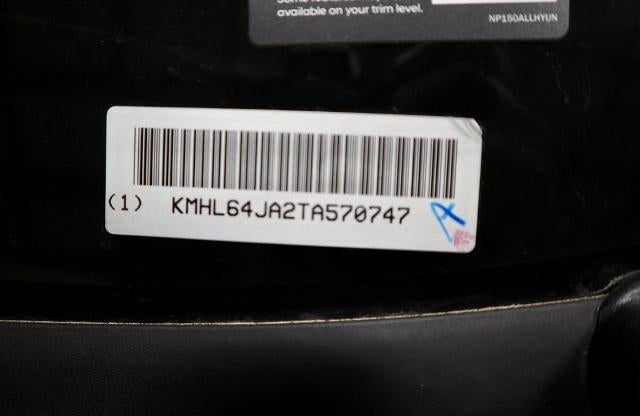 available on your trim level.
NP150ALLHYUN
(1) KMHL64JA2TA570747